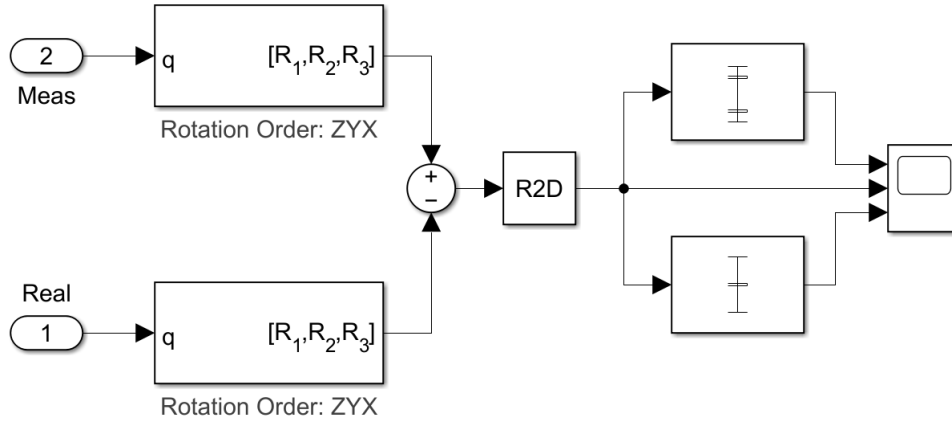 2
Meas
q
[R₁,R₂,R₃]
Rotation Order: ZYX
+
−
R2D
Real
1
q
[R₁,R₂,R₃]
Rotation Order: ZYX